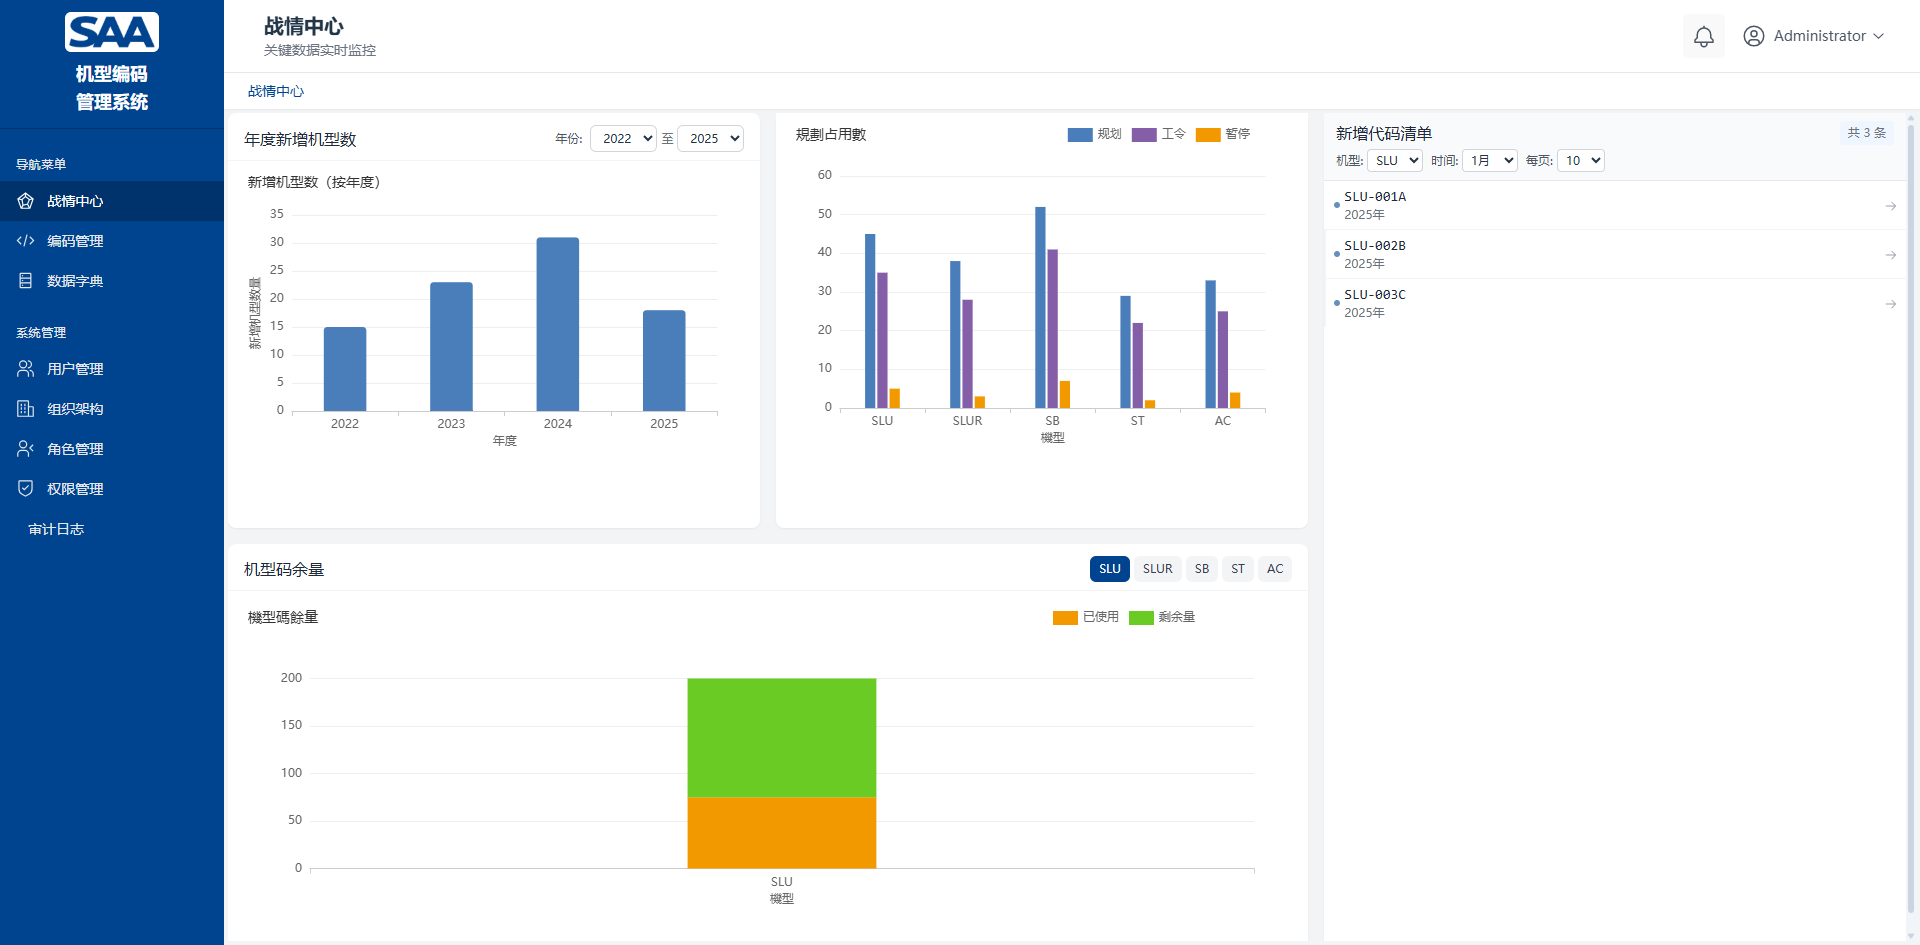 SAA
机型编码
管理系统
导航菜单
战情中心
编码管理
数据字典
系统管理
用户管理
组织架构
角色管理
权限管理
审计日志
战情中心
关键数据实时监控
Administrator
战情中心
年度新增机型数
年份: 2022 至 2025
新增机型数（按年度）
35
30
25
20
15
10
5
0
新增机型数量
2022 2023 2024 2025
年度
規劃占用數
规划 工令 暂停
60
50
40
30
20
10
0
SLU SLUR SB ST AC
機型
新增代码清单
共 3 条
机型: SLU 时间: 1月 每页: 10
SLU-001A
2025年
SLU-002B
2025年
SLU-003C
2025年
机型码余量
SLU SLUR SB ST AC
機型碼餘量
已使用 剩余量
200
150
100
50
0
SLU
機型